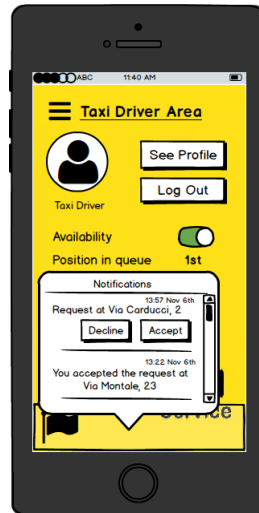 ABC 11:40 AM
Taxi Driver Area
See Profile
Log Out
Taxi Driver
Availability
Position in queue 1st
Notifications
13:57 Nov 6th
Request at Via Carducci, 2
Decline Accept
13:22 Nov 6th
You accepted the request at
Via Montale, 23
Service